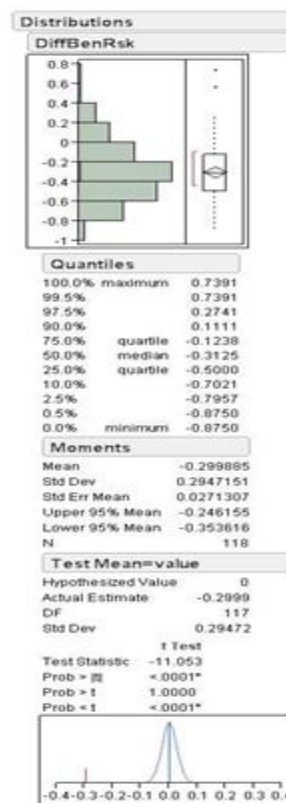 Distributions
DiffBenRsk
0.8
0.6
0.4
0.2
0
-0.2
-0.4
-0.6
-0.8
-1
Quantiles
100.0% maximum 0.7391
99.5% 0.7391
97.5% 0.2741
90.0% 0.1111
75.0% quartile -0.1238
50.0% median -0.3125
25.0% quartile -0.5000
10.0% -0.7021
2.5% -0.7957
0.5% -0.8750
0.0% minimum -0.8750
Moments
Mean -0.299885
Std Dev 0.2947151
Std Err Mean 0.0271307
Upper 95% Mean -0.246155
Lower 95% Mean -0.353616
N 118
Test Mean=value
Hypothesized Value 0
Actual Estimate -0.2999
DF 117
Std Dev 0.29472
t Test
Test Statistic -11.053
Prob > |t| <.0001*
Prob > t 1.0000
Prob < t <.0001*
-0.4-0.3-0.2-0.1 0.0 0.1 0.2 0.3 0.4